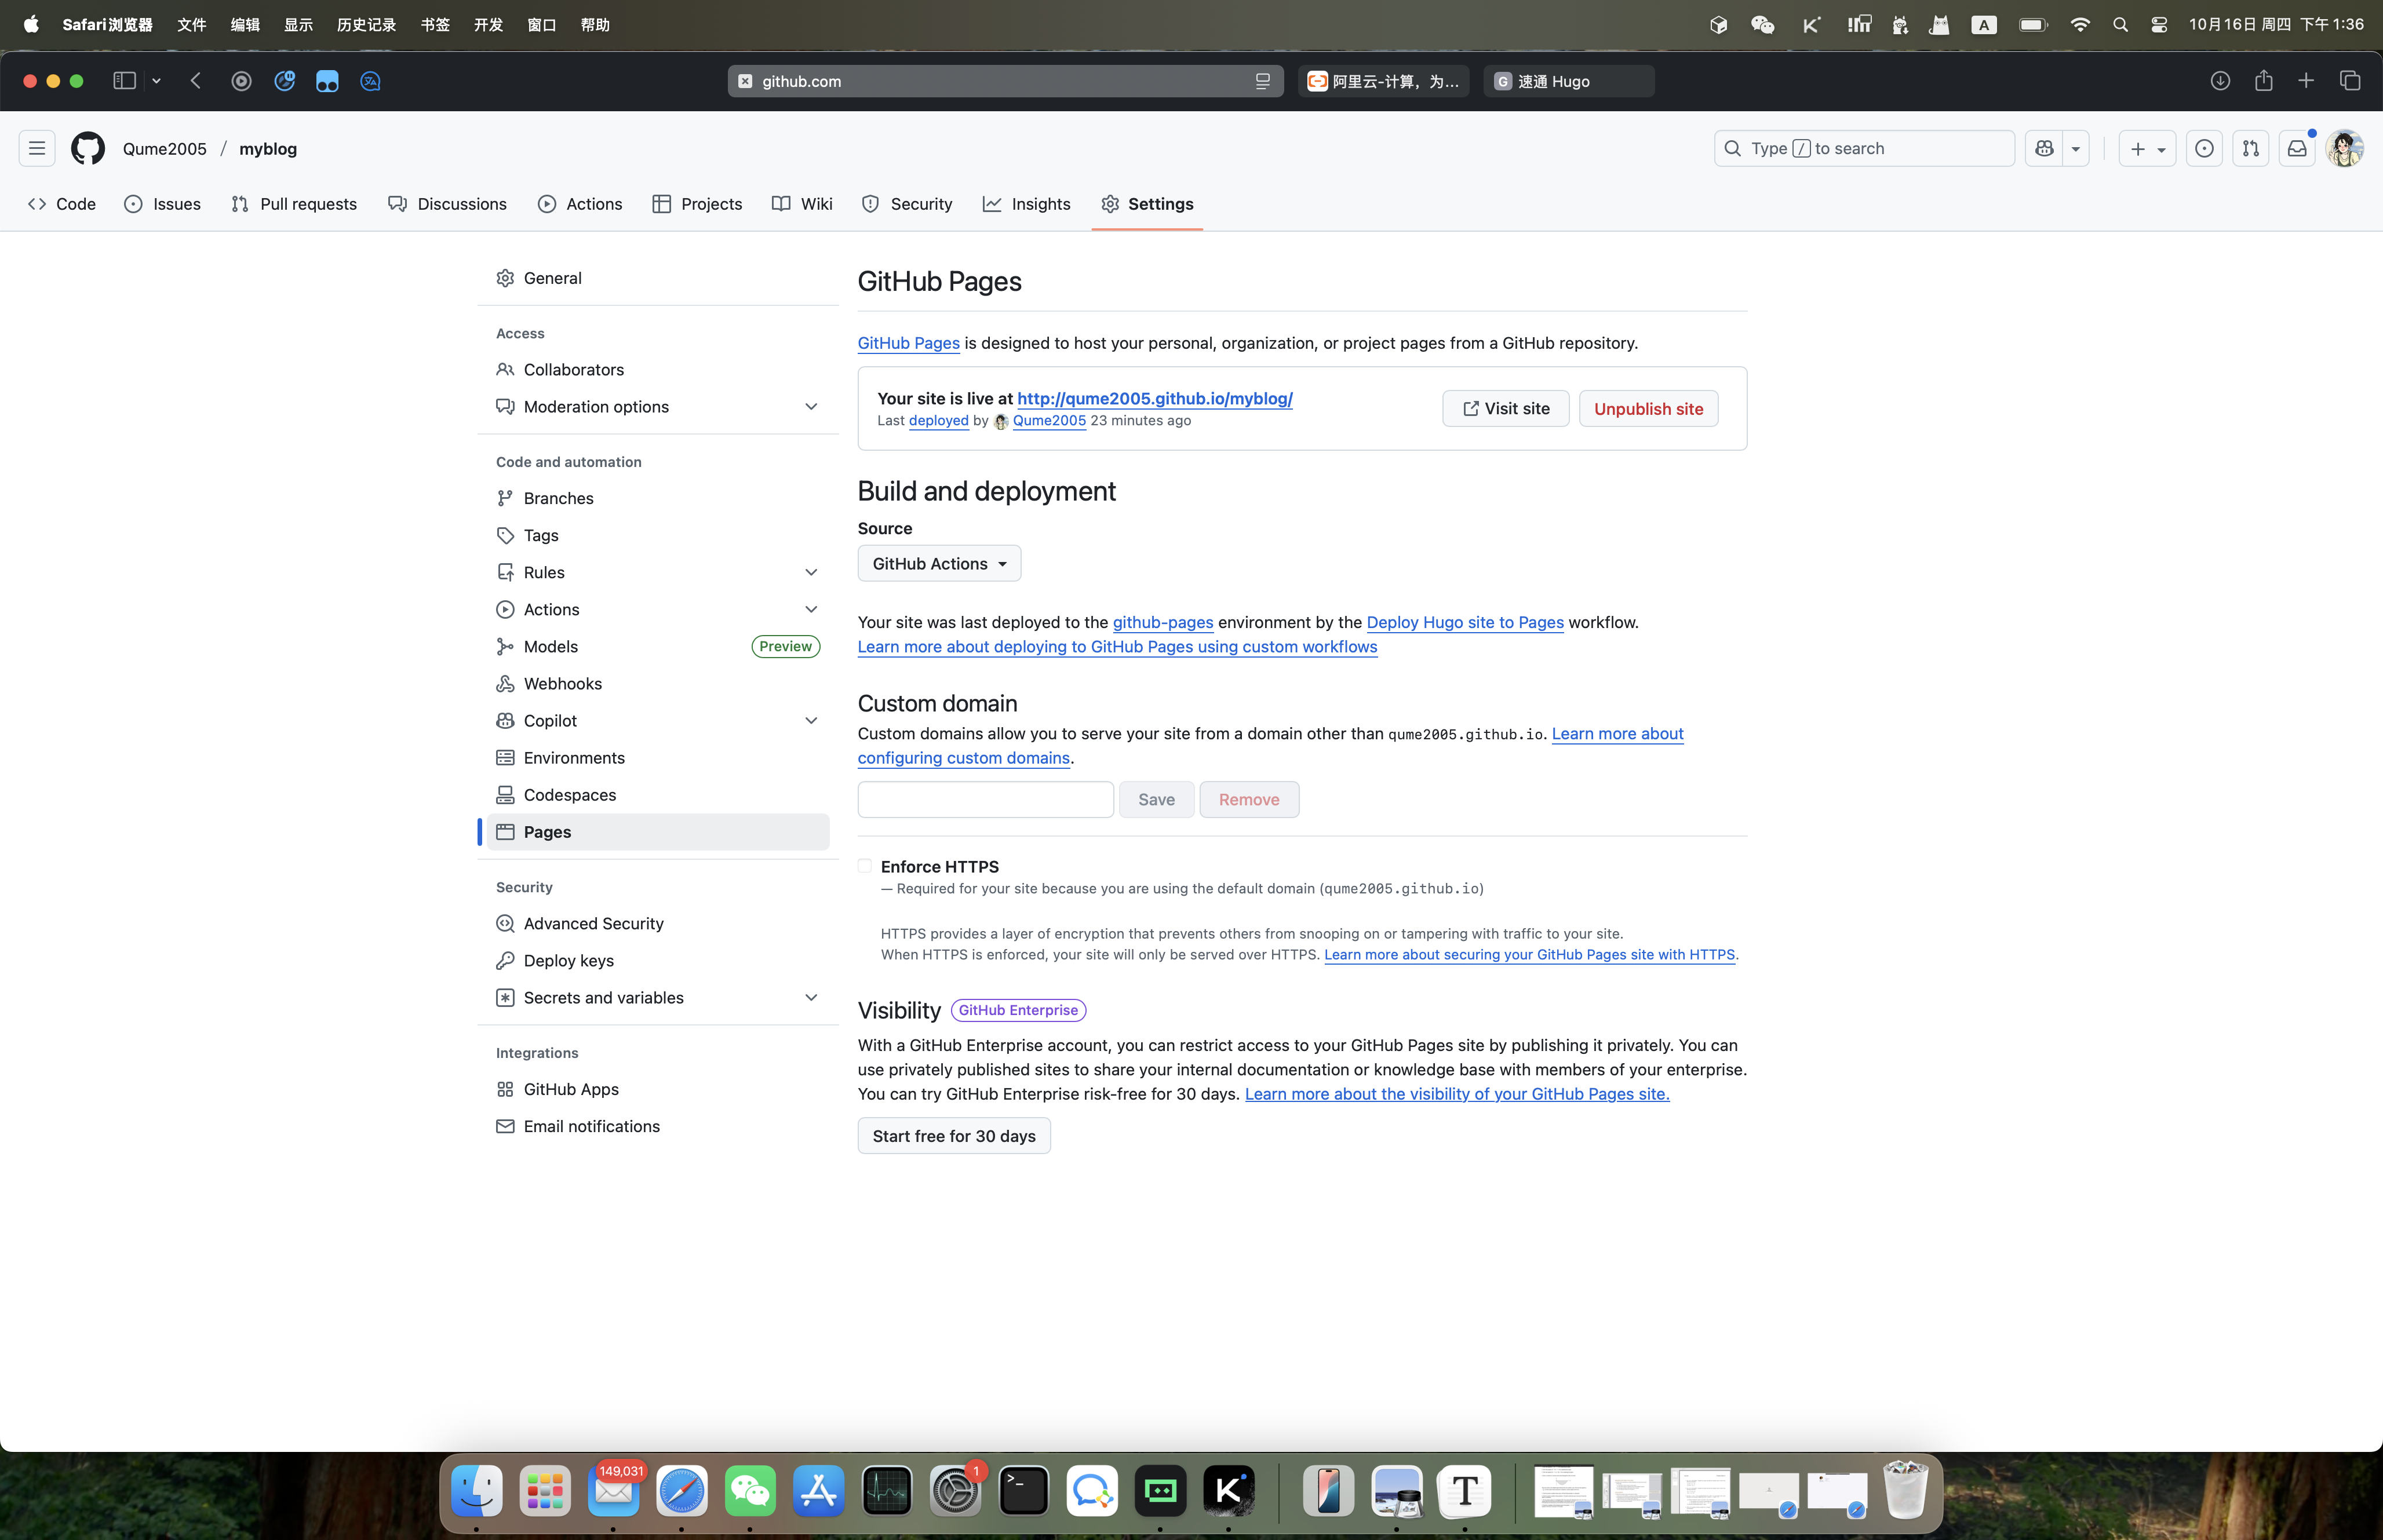 Safari浏览器 文件 编辑 显示 历史记录 书签 开发 窗口 帮助
A
10月16日 周四 下午 1:36
github.com
阿里云-计算，为…
G 速通 Hugo
Qume2005 / myblog
Type / to search
Code Issues Pull requests Discussions Actions Projects Wiki Security Insights Settings
General
Access
Collaborators
Moderation options
Code and automation
Branches
Tags
Rules
Actions
Models Preview
Webhooks
Copilot
Environments
Codespaces
Pages
Security
Advanced Security
Deploy keys
Secrets and variables
Integrations
GitHub Apps
Email notifications
GitHub Pages
GitHub Pages is designed to host your personal, organization, or project pages from a GitHub repository.
Your site is live at http://qume2005.github.io/myblog/
Last deployed by Qume2005 23 minutes ago
Visit site
Unpublish site
Build and deployment
Source
GitHub Actions
Your site was last deployed to the github-pages environment by the Deploy Hugo site to Pages workflow.
Learn more about deploying to GitHub Pages using custom workflows
Custom domain
Custom domains allow you to serve your site from a domain other than qume2005.github.io. Learn more about
configuring custom domains.
Save
Remove
Enforce HTTPS
— Required for your site because you are using the default domain (qume2005.github.io)
HTTPS provides a layer of encryption that prevents others from snooping on or tampering with traffic to your site.
When HTTPS is enforced, your site will only be served over HTTPS. Learn more about securing your GitHub Pages site with HTTPS.
Visibility GitHub Enterprise
With a GitHub Enterprise account, you can restrict access to your GitHub Pages site by publishing it privately. You can
use privately published sites to share your internal documentation or knowledge base with members of your enterprise.
You can try GitHub Enterprise risk-free for 30 days. Learn more about the visibility of your GitHub Pages site.
Start free for 30 days
149,031
1
K
T